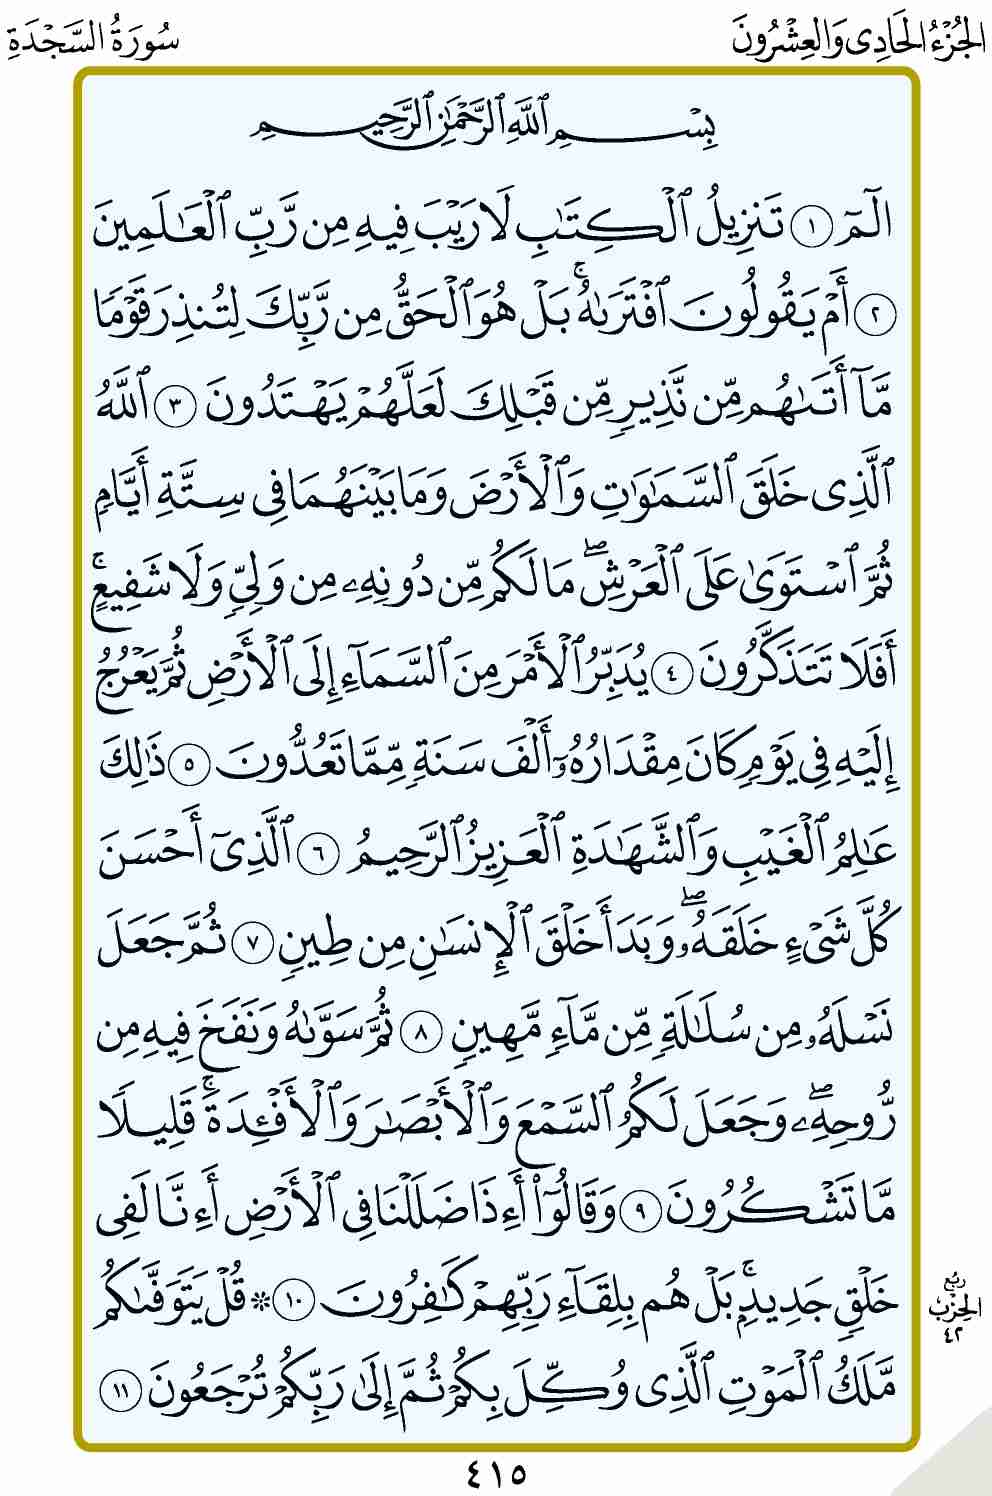 الجُزْءُ الحَادِى وَالعِشْرُونَ
سُورَةُ السَّجْدَةِ
بِسْمِ ٱللَّهِ ٱلرَّحْمَٰنِ ٱلرَّحِيمِ
الٓمٓ ١ تَنزِيلُ ٱلْكِتَٰبِ لَا رَيْبَ فِيهِ مِن رَّبِّ ٱلْعَٰلَمِينَ
٢ أَمْ يَقُولُونَ ٱفْتَرَىٰهُ ۚ بَلْ هُوَ ٱلْحَقُّ مِن رَّبِّكَ لِتُنذِرَ قَوْمًا
مَّآ أَتَىٰهُم مِّن نَّذِيرٍ مِّن قَبْلِكَ لَعَلَّهُمْ يَهْتَدُونَ ٣ ٱللَّهُ
ٱلَّذِى خَلَقَ ٱلسَّمَٰوَٰتِ وَٱلْأَرْضَ وَمَا بَيْنَهُمَا فِى سِتَّةِ أَيَّامٍ
ثُمَّ ٱسْتَوَىٰ عَلَى ٱلْعَرْشِ ۖ مَا لَكُم مِّن دُونِهِۦ مِن وَلِىٍّ وَلَا شَفِيعٍ ۚ
أَفَلَا تَتَذَكَّرُونَ ٤ يُدَبِّرُ ٱلْأَمْرَ مِنَ ٱلسَّمَآءِ إِلَى ٱلْأَرْضِ ثُمَّ يَعْرُجُ
إِلَيْهِ فِى يَوْمٍ كَانَ مِقْدَارُهُۥٓ أَلْفَ سَنَةٍ مِّمَّا تَعُدُّونَ ٥ ذَٰلِكَ
عَٰلِمُ ٱلْغَيْبِ وَٱلشَّهَٰدَةِ ٱلْعَزِيزُ ٱلرَّحِيمُ ٦ ٱلَّذِىٓ أَحْسَنَ
كُلَّ شَىْءٍ خَلَقَهُۥ ۖ وَبَدَأَ خَلْقَ ٱلْإِنسَٰنِ مِن طِينٍ ٧ ثُمَّ جَعَلَ
نَسْلَهُۥ مِن سُلَٰلَةٍ مِّن مَّآءٍ مَّهِينٍ ٨ ثُمَّ سَوَّىٰهُ وَنَفَخَ فِيهِ مِن
رُّوحِهِۦ ۖ وَجَعَلَ لَكُمُ ٱلسَّمْعَ وَٱلْأَبْصَٰرَ وَٱلْأَفْـِٔدَةَ ۚ قَلِيلًا
مَّا تَشْكُرُونَ ٩ وَقَالُوٓا۟ أَءِذَا ضَلَلْنَا فِى ٱلْأَرْضِ أَءِنَّا لَفِى
خَلْقٍ جَدِيدٍۭ ۚ بَلْ هُم بِلِقَآءِ رَبِّهِمْ كَٰفِرُونَ ١٠ ۞ قُلْ يَتَوَفَّىٰكُم
مَّلَكُ ٱلْمَوْتِ ٱلَّذِى وُكِّلَ بِكُمْ ثُمَّ إِلَىٰ رَبِّكُمْ تُرْجَعُونَ ١١
رُبْع
الحِزْب
٤٢
٤١٥